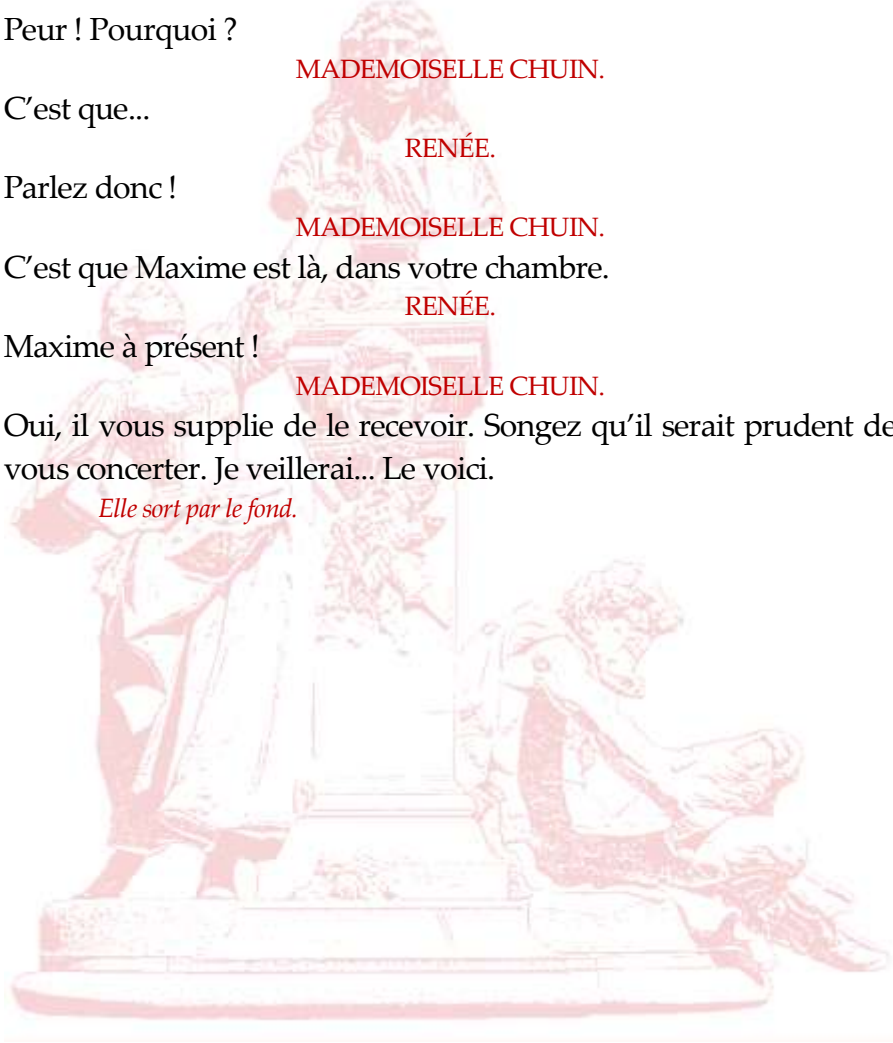 Peur ! Pourquoi ?
MADEMOISELLE CHUIN.
C’est que...
RENÉE.
Parlez donc !
MADEMOISELLE CHUIN.
C’est que Maxime est là, dans votre chambre.
RENÉE.
Maxime à présent !
MADEMOISELLE CHUIN.
Oui, il vous supplie de le recevoir. Songez qu’il serait prudent de
vous concerter. Je veillerai... Le voici.
Elle sort par le fond.